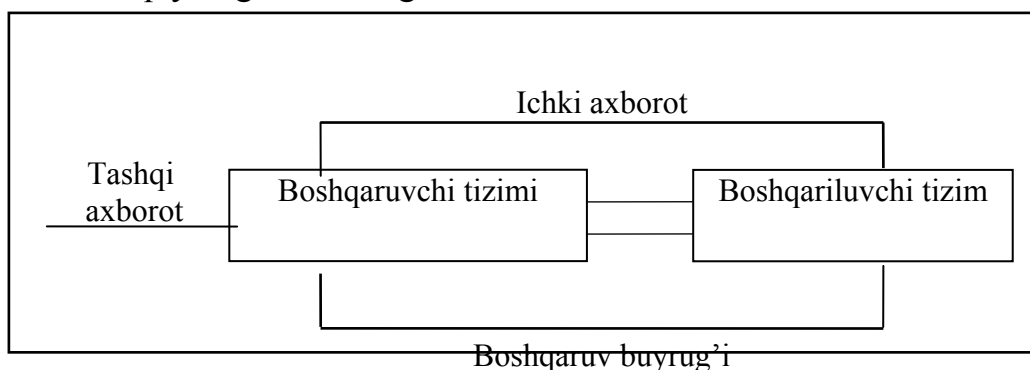 Ichki axborot
Tashqi
axborot
Boshqaruvchi tizimi
Boshqariluvchi tizim
Boshqaruv buyrug’i